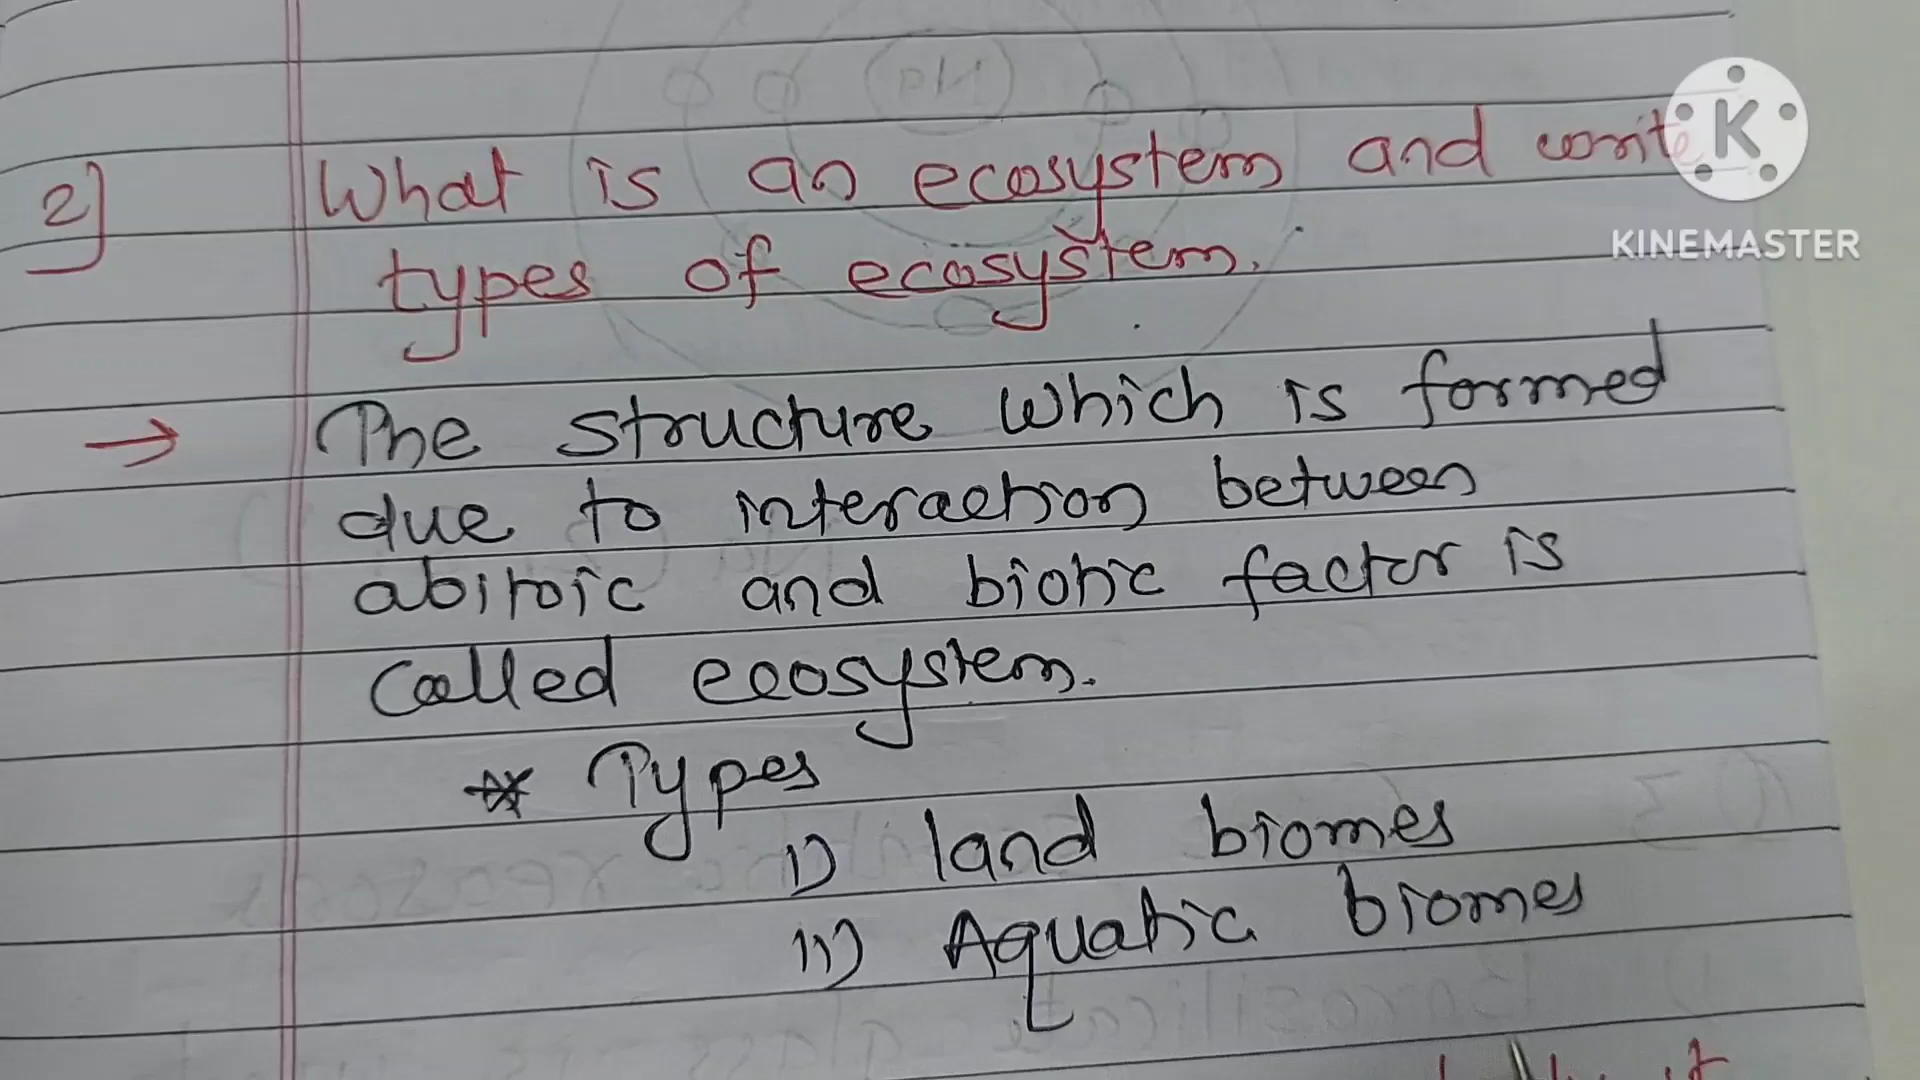 2] What is an ecosystem and write
types of ecosystem.
→ The structure which is formed
due to interaction between
abitoic and biotic factor is
called ecosystem.
* Types
i) land biomes
ii) Aquatic biomes
K
KINEMASTER